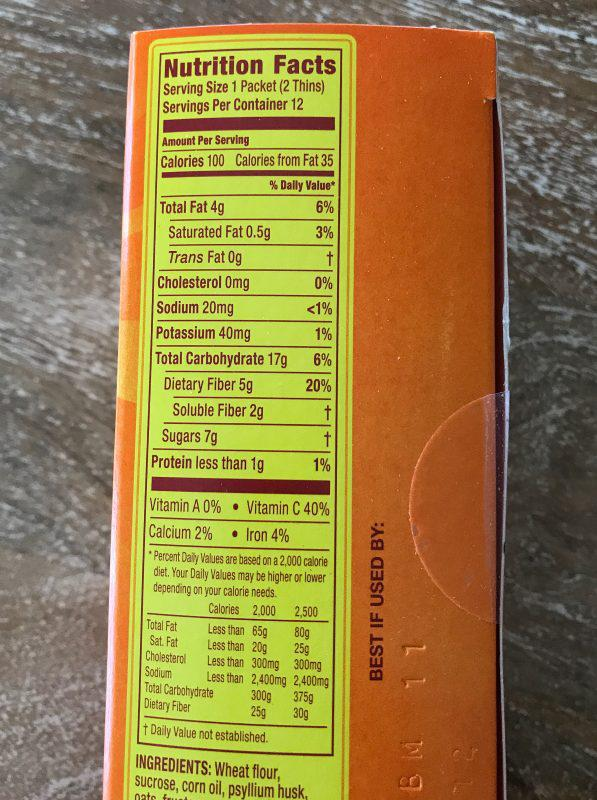 Nutrition Facts
Serving Size 1 Packet (2 Thins)
Servings Per Container 12
Amount Per Serving
Calories 100 Calories from Fat 35
% Daily Value*
Total Fat 4g 6%
Saturated Fat 0.5g 3%
Trans Fat 0g †
Cholesterol 0mg 0%
Sodium 20mg <1%
Potassium 40mg 1%
Total Carbohydrate 17g 6%
Dietary Fiber 5g 20%
Soluble Fiber 2g †
Sugars 7g †
Protein less than 1g 1%
Vitamin A 0% • Vitamin C 40%
Calcium 2% • Iron 4%
* Percent Daily Values are based on a 2,000 calorie
diet. Your Daily Values may be higher or lower
depending on your calorie needs.
Calories 2,000 2,500
Total Fat Less than 65g 80g
Sat. Fat Less than 20g 25g
Cholesterol Less than 300mg 300mg
Sodium Less than 2,400mg 2,400mg
Total Carbohydrate 300g 375g
Dietary Fiber 25g 30g
† Daily Value not established.
INGREDIENTS: Wheat flour,
sucrose, corn oil, psyllium husk,
oats,
BEST IF USED BY:
BM 11
12